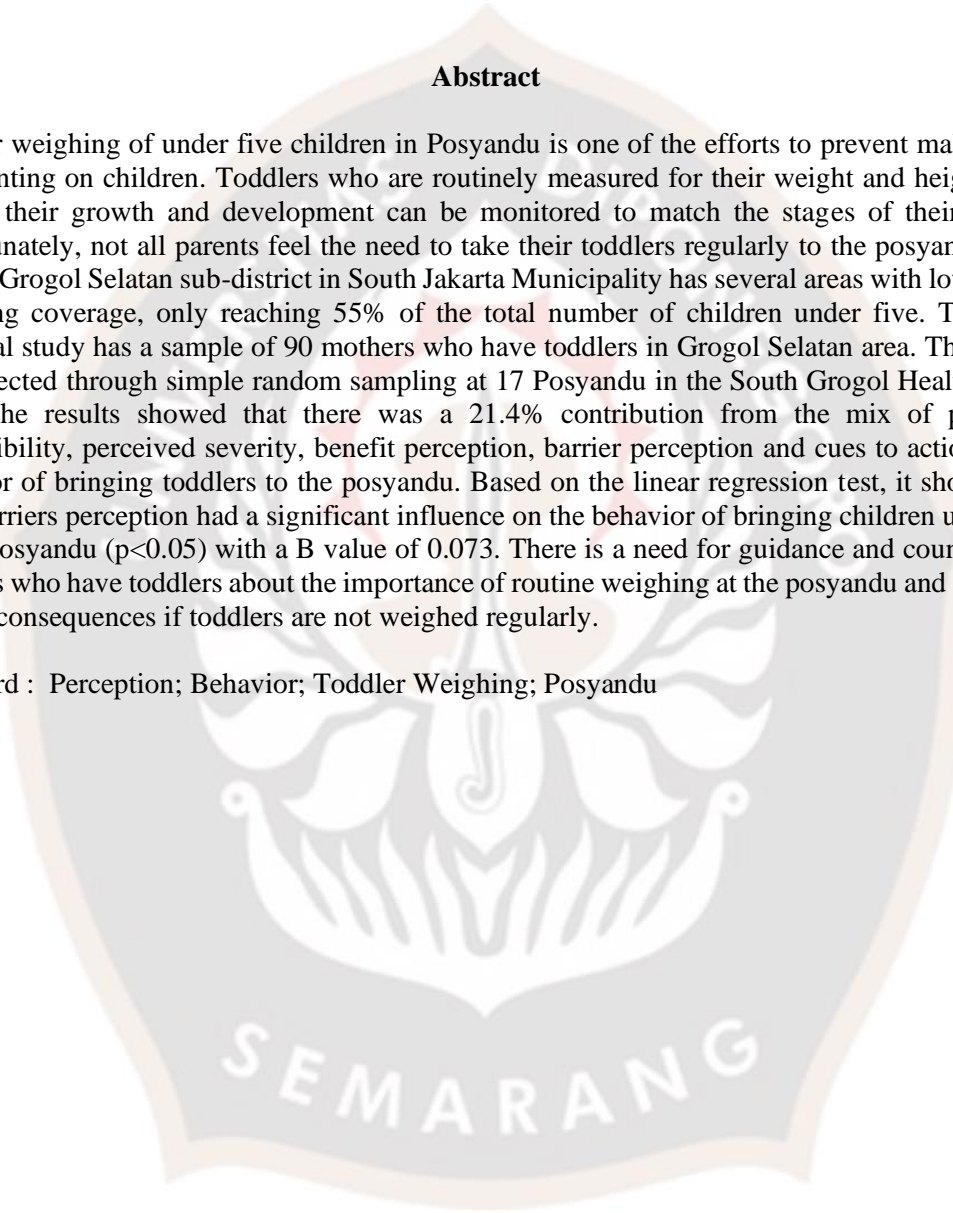 Abstract
r weighing of under five children in Posyandu is one of the efforts to prevent ma
nting on children. Toddlers who are routinely measured for their weight and heig
their growth and development can be monitored to match the stages of their
unately, not all parents feel the need to take their toddlers regularly to the posyan
Grogol Selatan sub-district in South Jakarta Municipality has several areas with lo
ng coverage, only reaching 55% of the total number of children under five. T
al study has a sample of 90 mothers who have toddlers in Grogol Selatan area. Th
ected through simple random sampling at 17 Posyandu in the South Grogol Heal
he results showed that there was a 21.4% contribution from the mix of p
ibility, perceived severity, benefit perception, barrier perception and cues to actio
or of bringing toddlers to the posyandu. Based on the linear regression test, it sho
rriers perception had a significant influence on the behavior of bringing children u
osyandu (p<0.05) with a B value of 0.073. There is a need for guidance and coun
s who have toddlers about the importance of routine weighing at the posyandu and
consequences if toddlers are not weighed regularly.
rd : Perception; Behavior; Toddler Weighing; Posyandu
UNIVERSITAS DIPONEGORO
SEMARANG